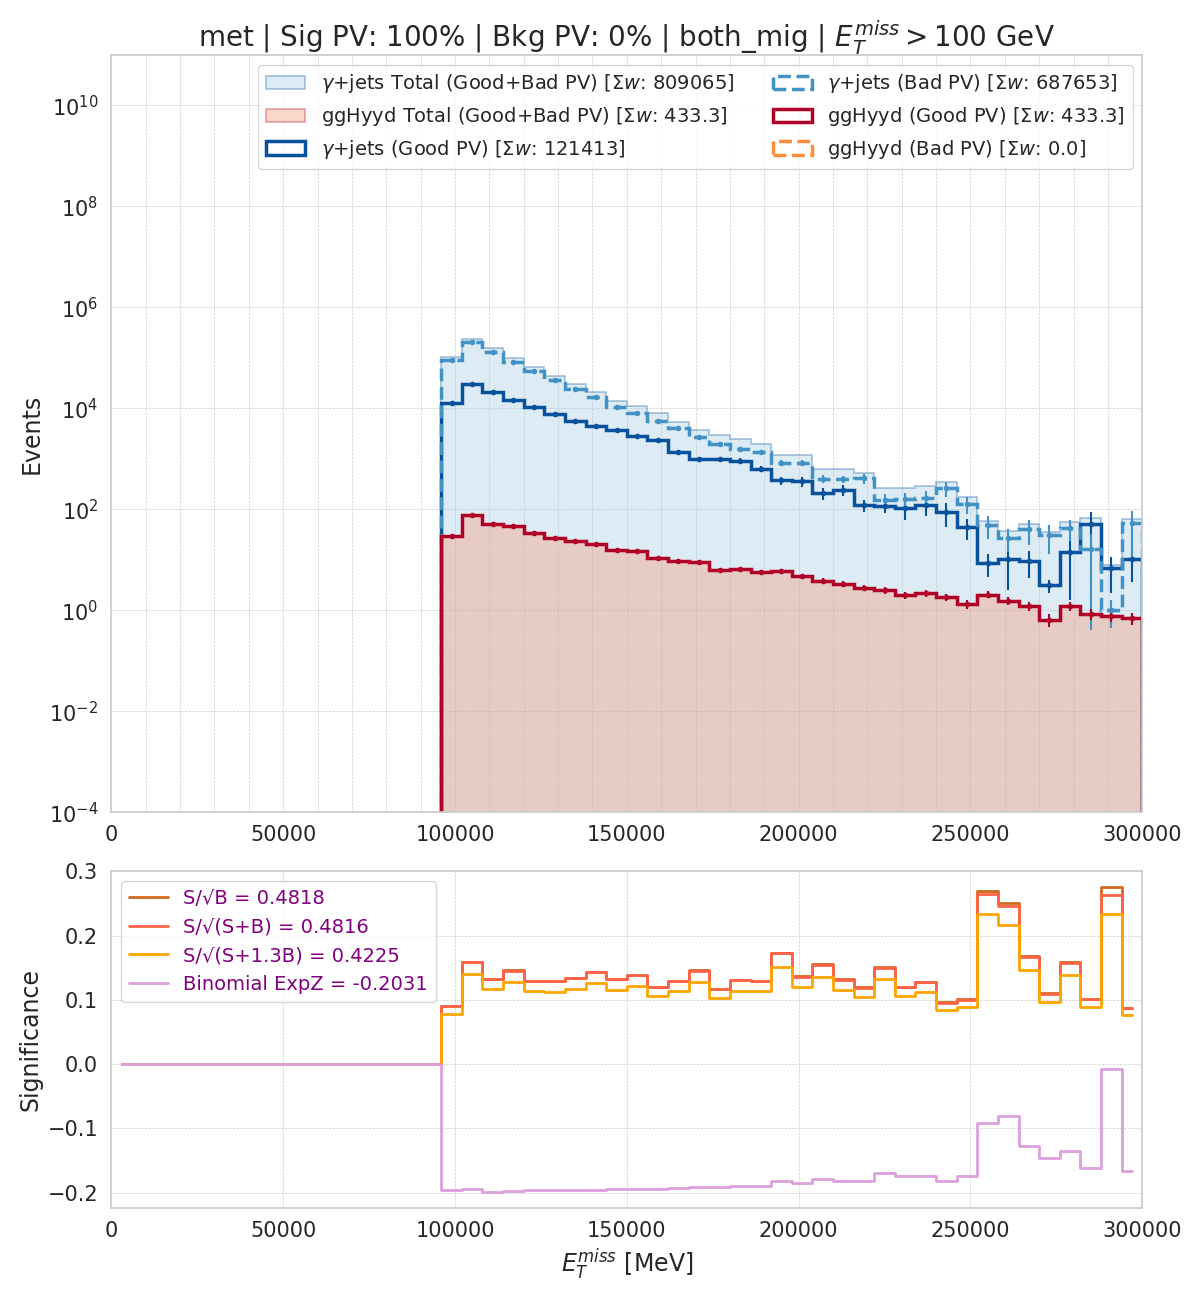 met | Sig PV: 100% | Bkg PV: 0% | both_mig | $E_T^{miss} > 100$ GeV
γ+jets Total (Good+Bad PV) [Σw: 809065]
ggHyyd Total (Good+Bad PV) [Σw: 433.3]
γ+jets (Good PV) [Σw: 121413]
γ+jets (Bad PV) [Σw: 687653]
ggHyyd (Good PV) [Σw: 433.3]
ggHyyd (Bad PV) [Σw: 0.0]
Events
$10^{10}$
$10^{8}$
$10^{6}$
$10^{4}$
$10^{2}$
$10^{0}$
$10^{-2}$
$10^{-4}$
0 50000 100000 150000 200000 250000 300000
S/√B = 0.4818
S/√(S+B) = 0.4816
S/√(S+1.3B) = 0.4225
Binomial ExpZ = -0.2031
Significance
0.3
0.2
0.1
0.0
−0.1
−0.2
0 50000 100000 150000 200000 250000 300000
$E_T^{miss}$ [MeV]